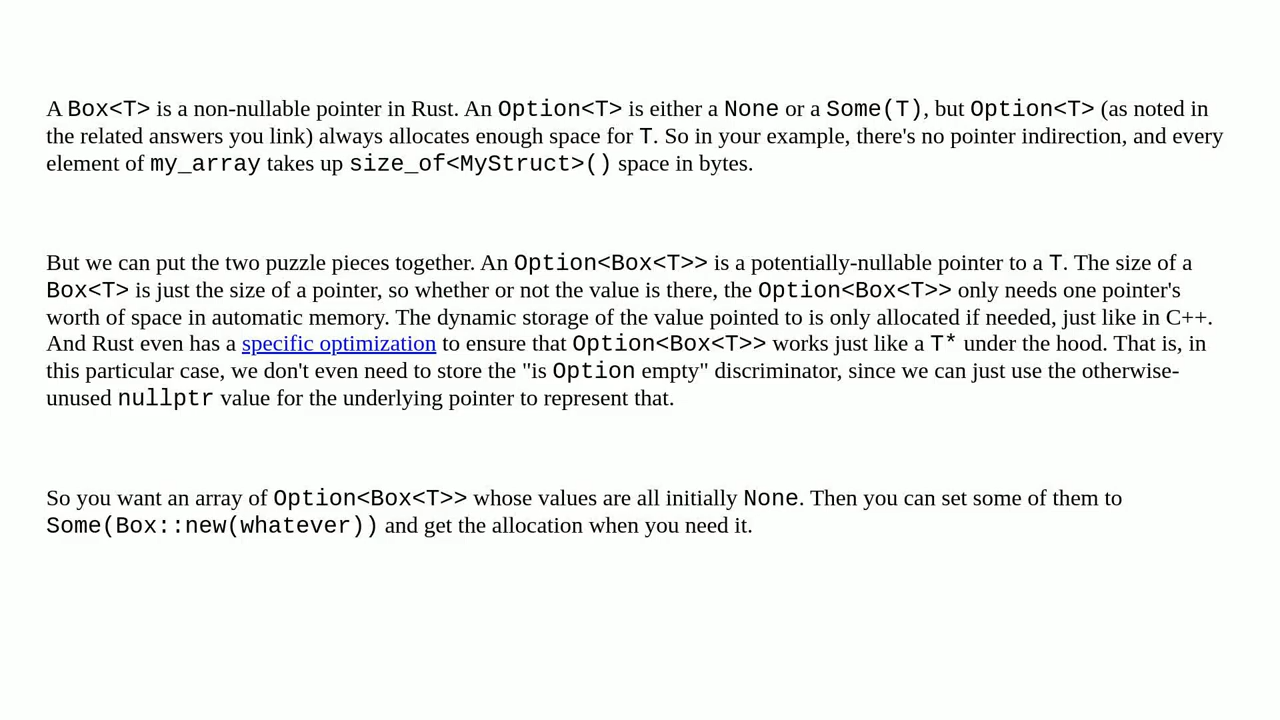 A Box<T> is a non-nullable pointer in Rust. An Option<T> is either a None or a Some(T), but Option<T> (as noted in
the related answers you link) always allocates enough space for T. So in your example, there's no pointer indirection, and every
element of my_array takes up size_of<MyStruct>() space in bytes.
But we can put the two puzzle pieces together. An Option<Box<T>> is a potentially-nullable pointer to a T. The size of a
Box<T> is just the size of a pointer, so whether or not the value is there, the Option<Box<T>> only needs one pointer's
worth of space in automatic memory. The dynamic storage of the value pointed to is only allocated if needed, just like in C++.
And Rust even has a specific optimization to ensure that Option<Box<T>> works just like a T* under the hood. That is, in
this particular case, we don't even need to store the "is Option empty" discriminator, since we can just use the otherwise-
unused nullptr value for the underlying pointer to represent that.
So you want an array of Option<Box<T>> whose values are all initially None. Then you can set some of them to
Some(Box::new(whatever)) and get the allocation when you need it.